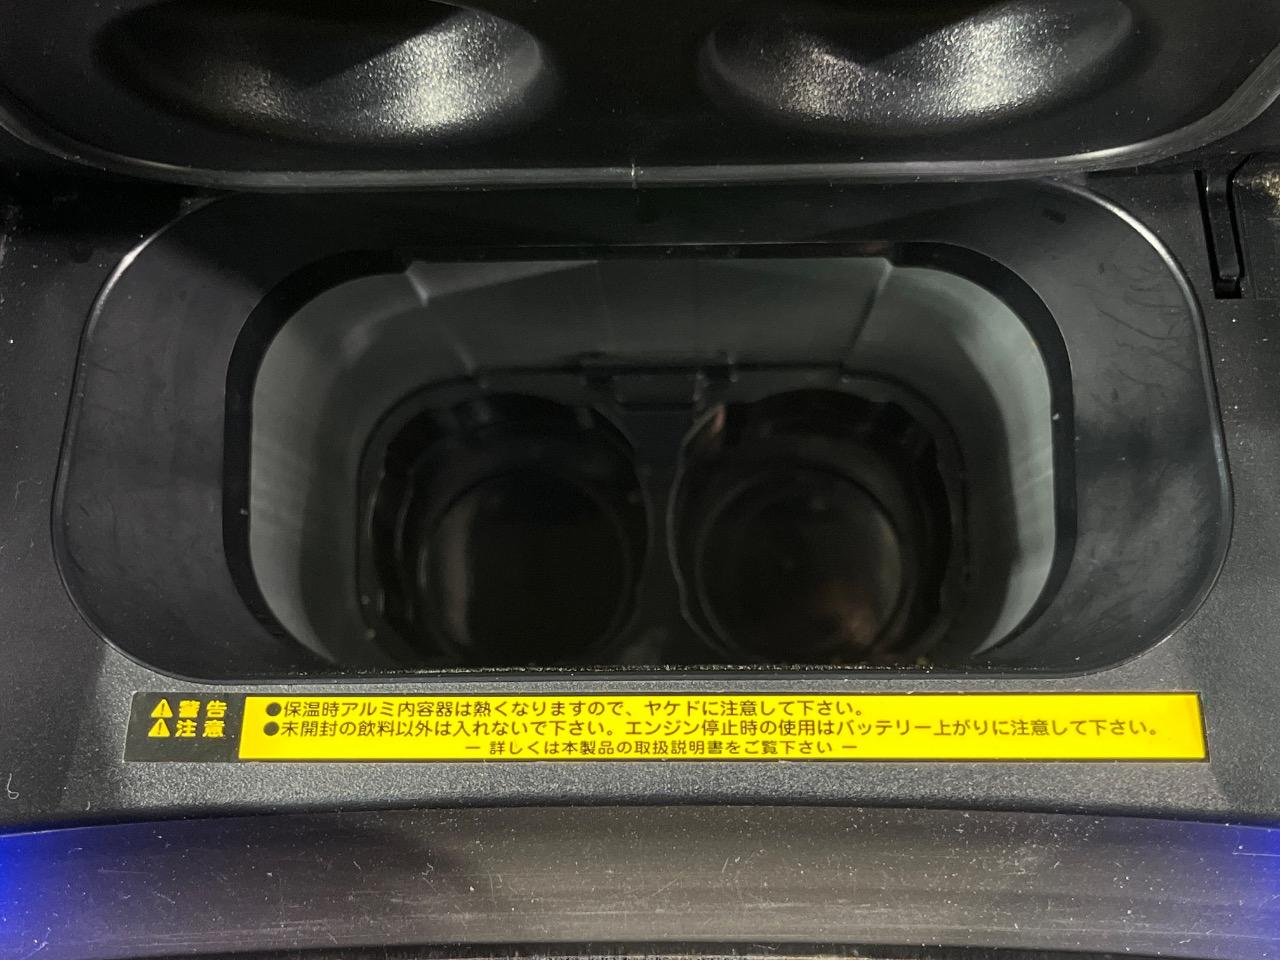 警告
注意
●保温時アルミ内容器は熱くなりますので、ヤケドに注意して下さい。
●未開封の飲料以外は入れないで下さい。エンジン停止時の使用はバッテリー上がりに注意して下さい。
ー 詳しくは本製品の取扱説明書をご覧下さい ー